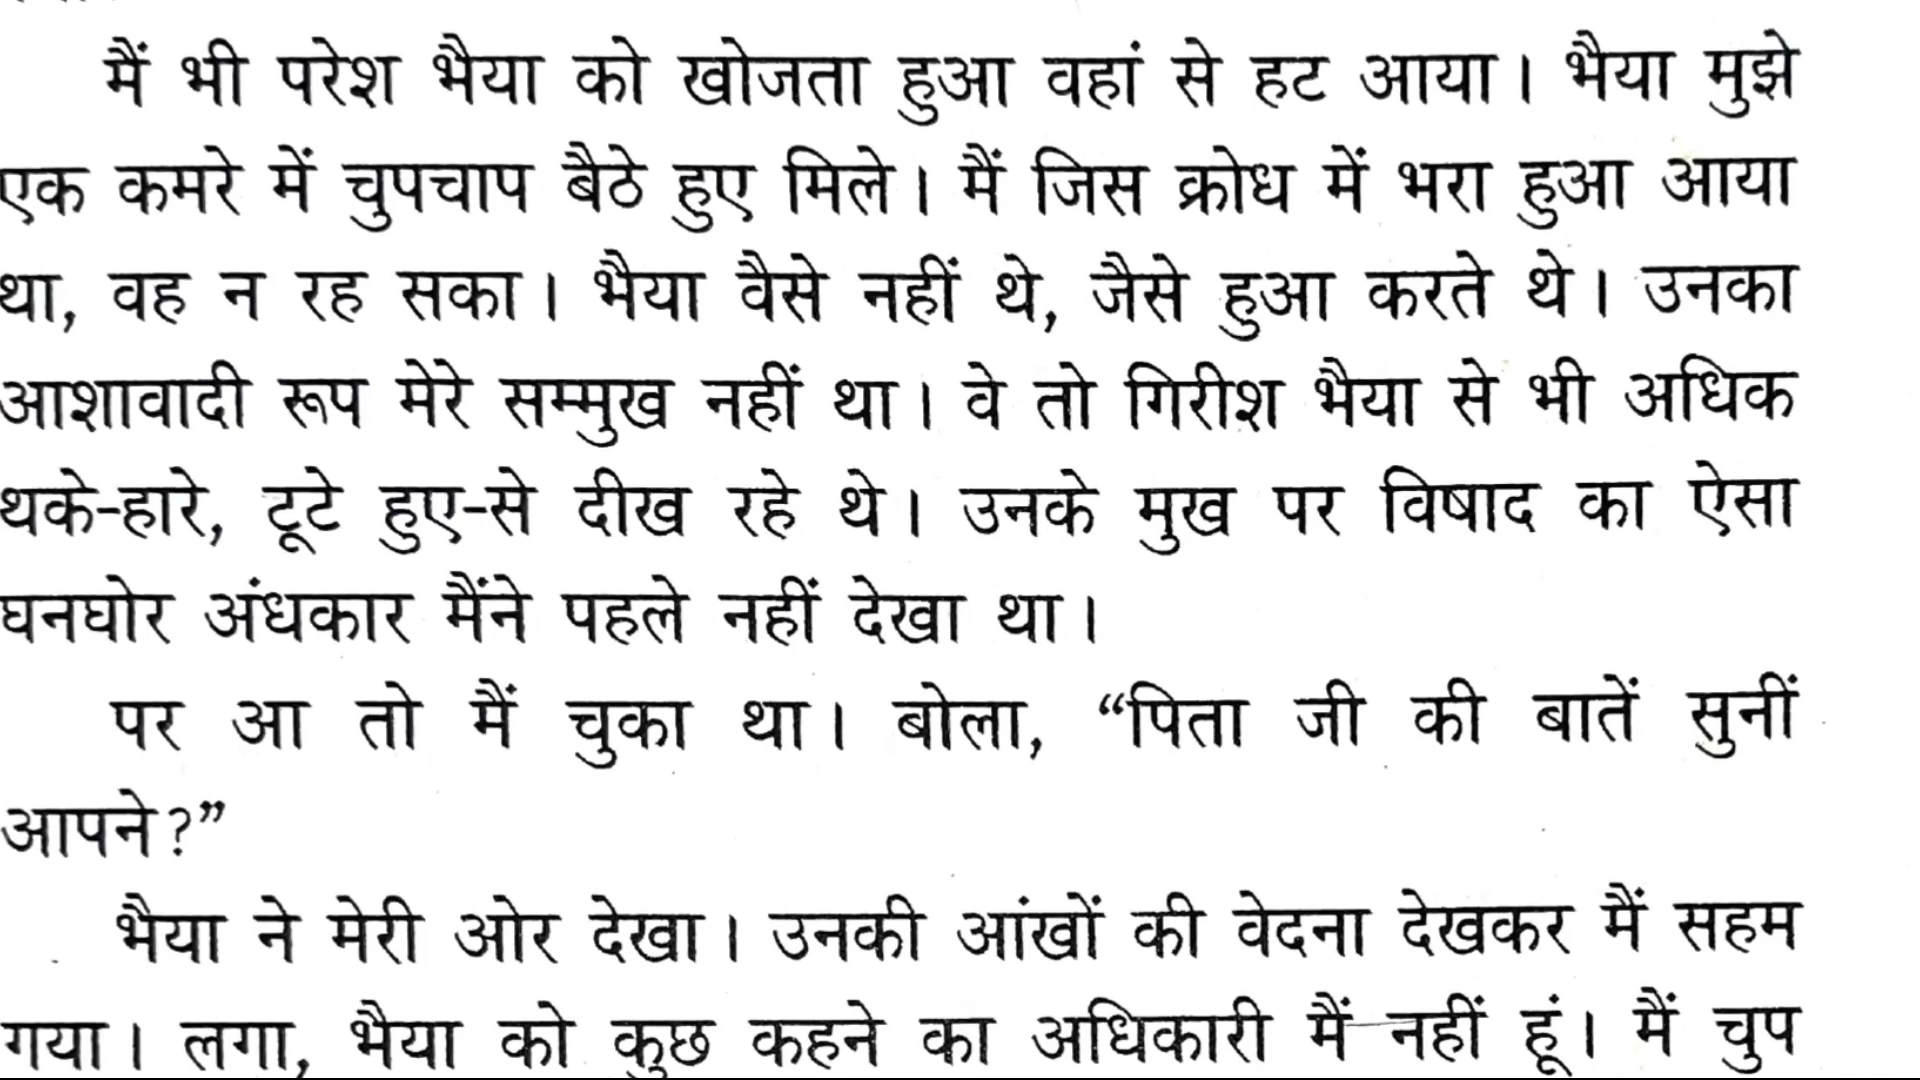 मैं भी परेश भैया को खोजता हुआ वहां से हट आया। भैया मुझे
एक कमरे में चुपचाप बैठे हुए मिले। मैं जिस क्रोध में भरा हुआ आया
था, वह न रह सका। भैया वैसे नहीं थे, जैसे हुआ करते थे। उनका
आशावादी रूप मेरे सम्मुख नहीं था। वे तो गिरीश भैया से भी अधिक
थके-हारे, टूटे हुए-से दीख रहे थे। उनके मुख पर विषाद का ऐसा
घनघोर अंधकार मैंने पहले नहीं देखा था।
पर आ तो मैं चुका था। बोला, “पिता जी की बातें सुनीं
आपने?”
भैया ने मेरी ओर देखा। उनकी आंखों की वेदना देखकर मैं सहम
गया। लगा, भैया को कुछ कहने का अधिकारी मैं नहीं हूं। मैं चुप